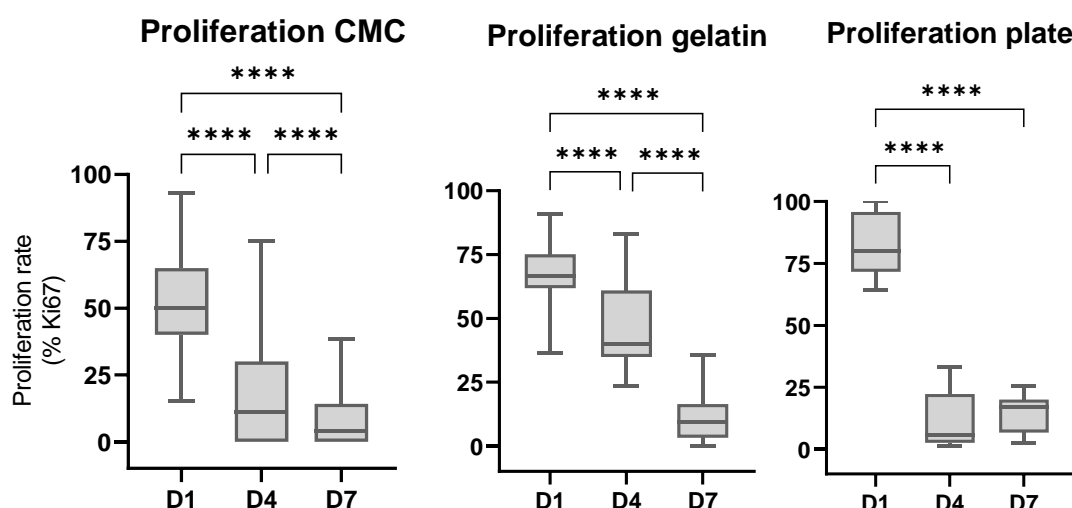 Proliferation CMC
****
**** ****
100
75
50
25
0
Proliferation rate
(% Ki67)
D1 D4 D7
Proliferation gelatin
****
**** ****
100
75
50
25
0
D1 D4 D7
Proliferation plate
****
****
100
75
50
25
0
D1 D4 D7